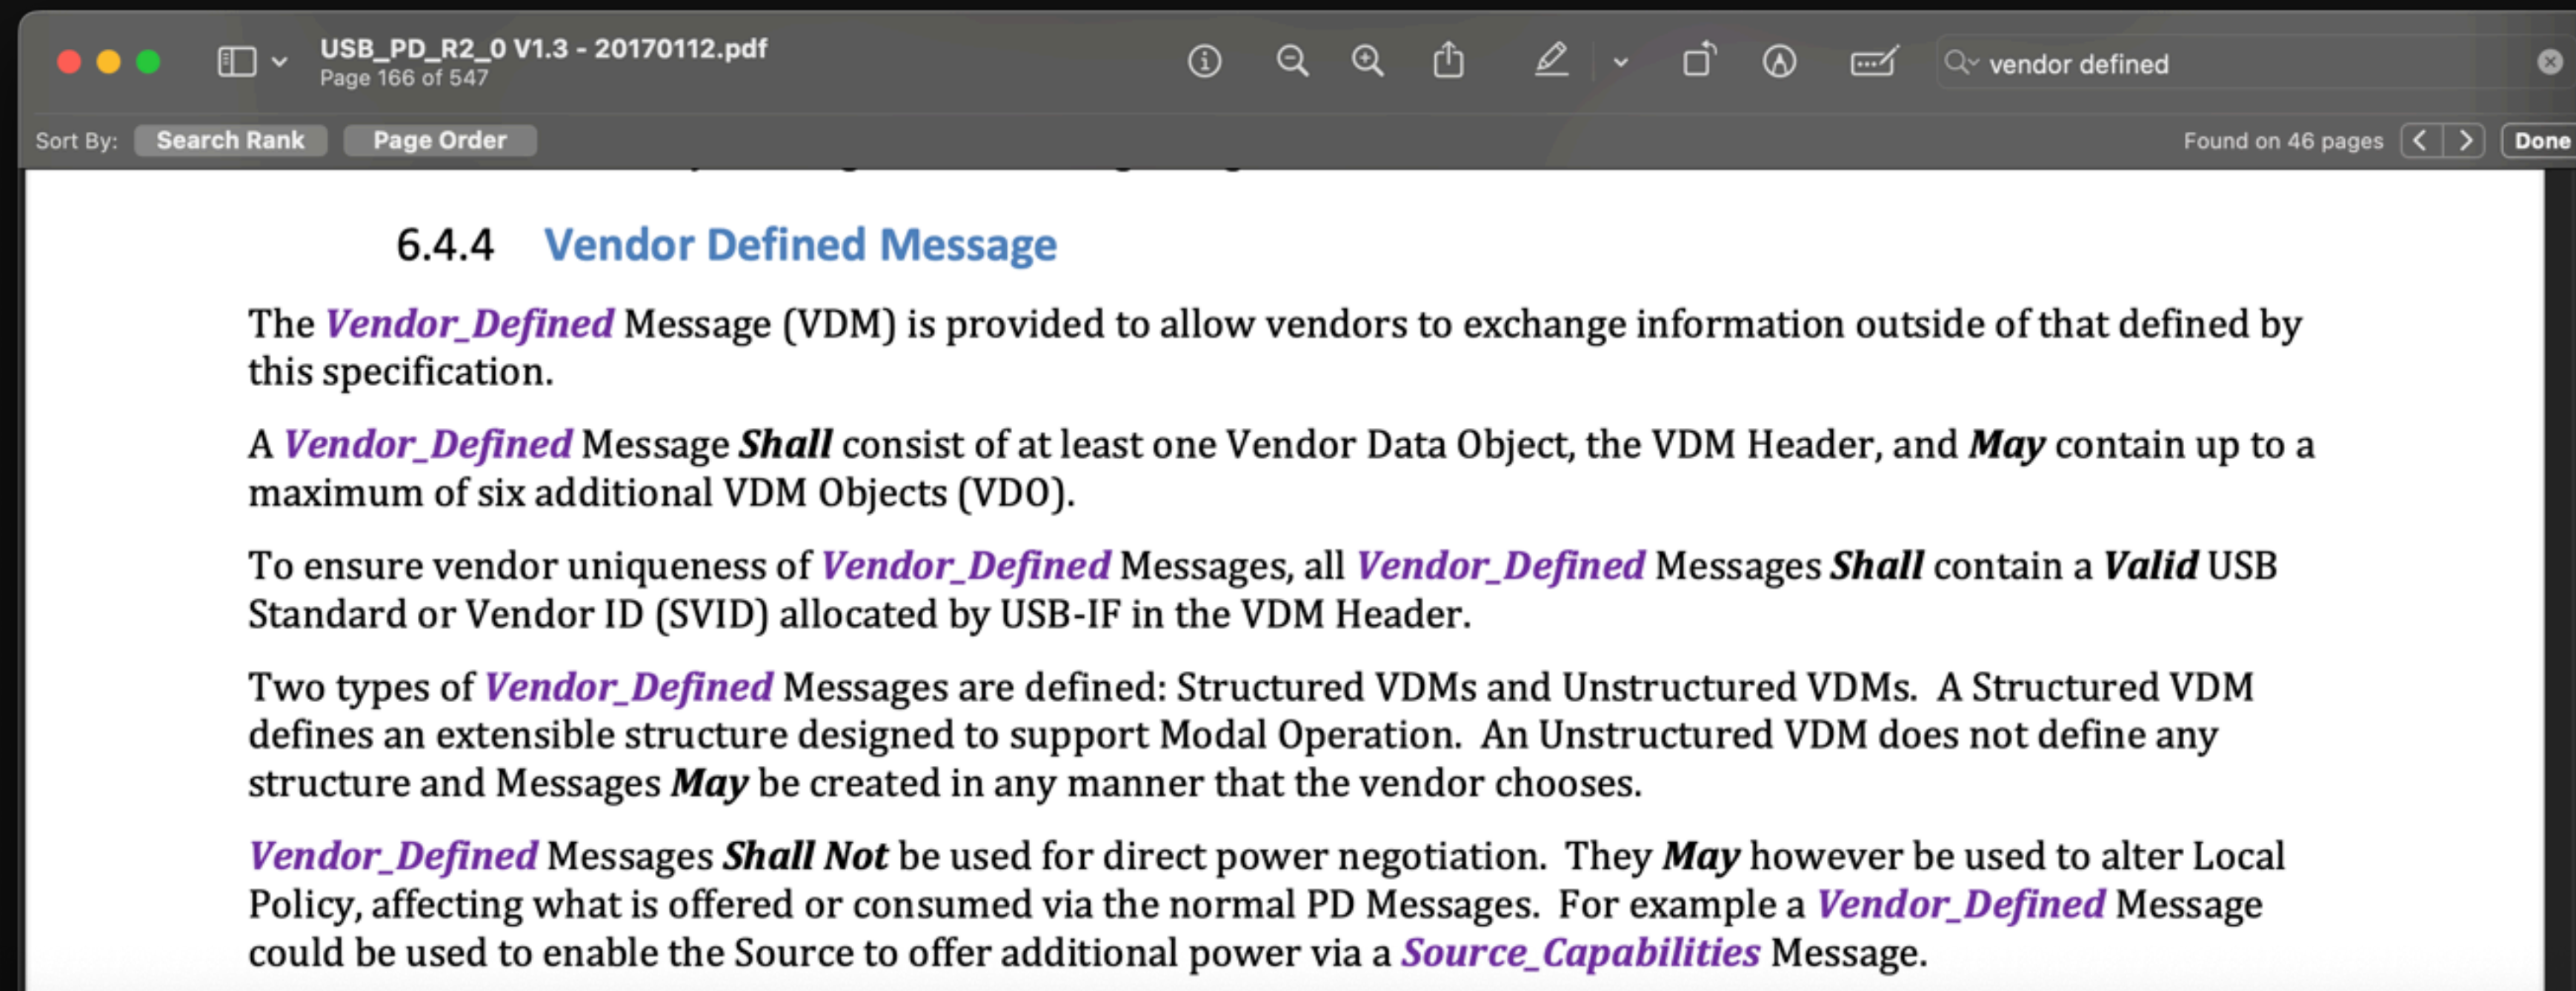 USB_PD_R2_0 V1.3 - 20170112.pdf
Page 166 of 547
vendor defined
Sort By: Search Rank Page Order Found on 46 pages Done
6.4.4 Vendor Defined Message
The Vendor_Defined Message (VDM) is provided to allow vendors to exchange information outside of that defined by
this specification.
A Vendor_Defined Message Shall consist of at least one Vendor Data Object, the VDM Header, and May contain up to a
maximum of six additional VDM Objects (VDO).
To ensure vendor uniqueness of Vendor_Defined Messages, all Vendor_Defined Messages Shall contain a Valid USB
Standard or Vendor ID (SVID) allocated by USB-IF in the VDM Header.
Two types of Vendor_Defined Messages are defined: Structured VDMs and Unstructured VDMs.  A Structured VDM
defines an extensible structure designed to support Modal Operation.  An Unstructured VDM does not define any
structure and Messages May be created in any manner that the vendor chooses.
Vendor_Defined Messages Shall Not be used for direct power negotiation.  They May however be used to alter Local
Policy, affecting what is offered or consumed via the normal PD Messages.  For example a Vendor_Defined Message
could be used to enable the Source to offer additional power via a Source_Capabilities Message.